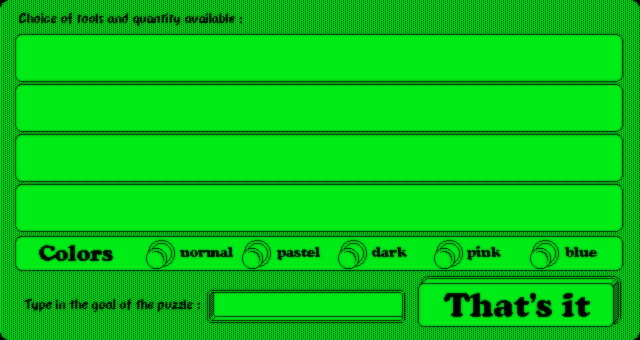 Choice of tools and quantity available :
Colors normal pastel dark pink blue
Type in the goal of the puzzle :
That's it